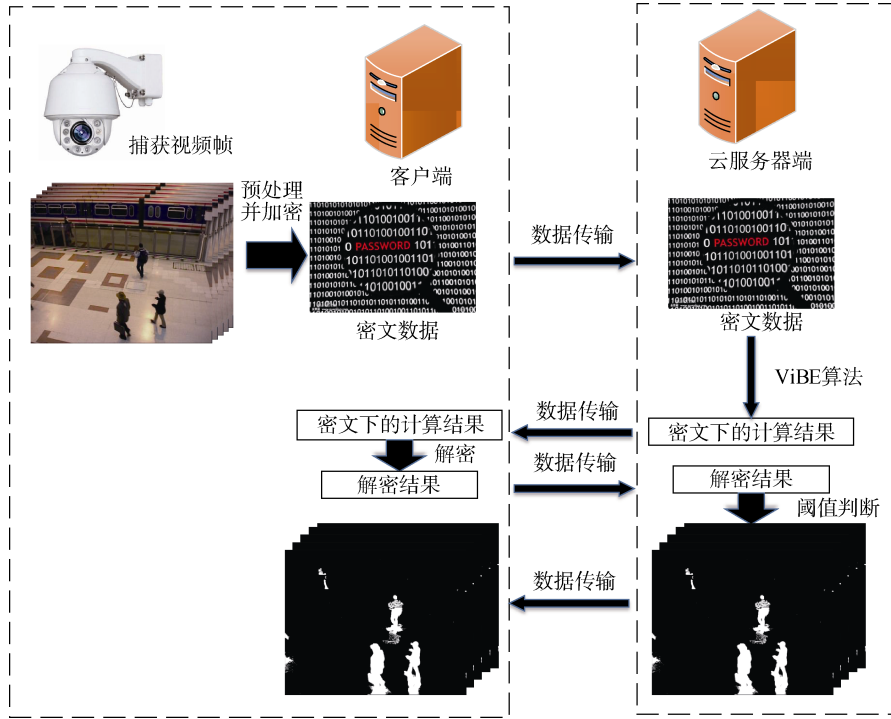 捕获视频帧
客户端
云服务器端
预处理
并加密
PASSWORD
数据传输
PASSWORD
密文数据
密文数据
ViBE算法
数据传输
密文下的计算结果
密文下的计算结果
解密
数据传输
解密结果
解密结果
阈值判断
数据传输